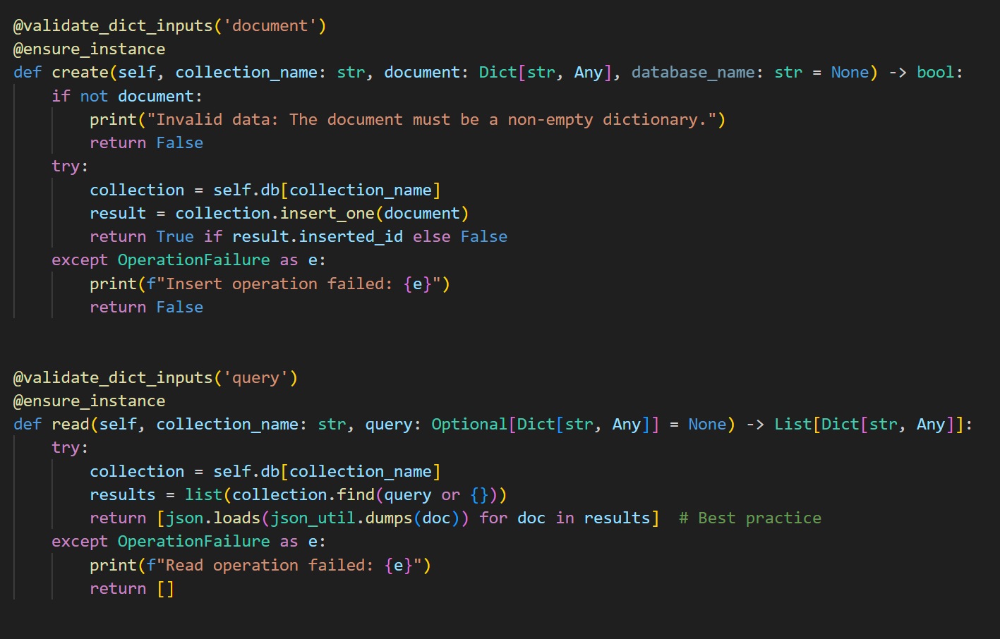 @validate_dict_inputs('document')
@ensure_instance
def create(self, collection_name: str, document: Dict[str, Any], database_name: str = None) -> bool:
    if not document:
        print("Invalid data: The document must be a non-empty dictionary.")
        return False
    try:
        collection = self.db[collection_name]
        result = collection.insert_one(document)
        return True if result.inserted_id else False
    except OperationFailure as e:
        print(f"Insert operation failed: {e}")
        return False
@validate_dict_inputs('query')
@ensure_instance
def read(self, collection_name: str, query: Optional[Dict[str, Any]] = None) -> List[Dict[str, Any]]:
    try:
        collection = self.db[collection_name]
        results = list(collection.find(query or {}))
        return [json.loads(json_util.dumps(doc)) for doc in results]  # Best practice
    except OperationFailure as e:
        print(f"Read operation failed: {e}")
        return []